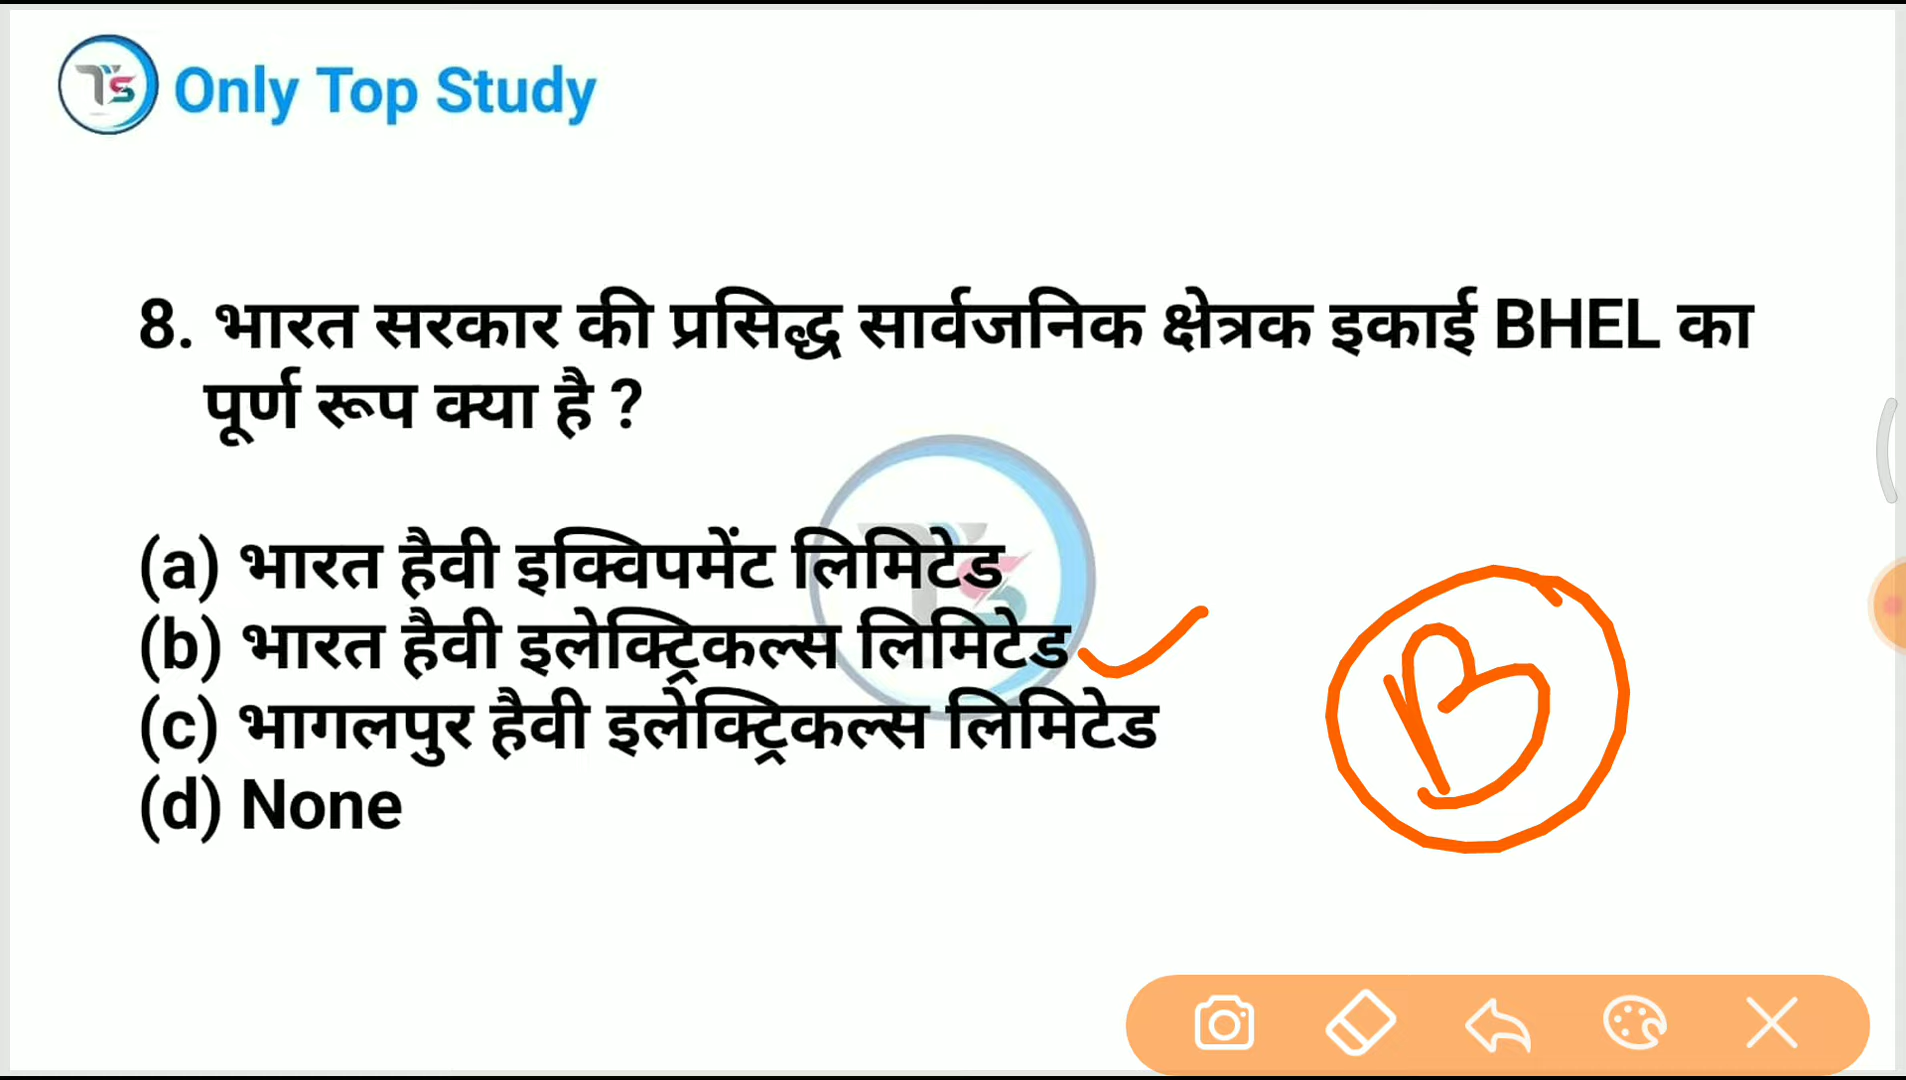 Only Top Study
8. भारत सरकार की प्रसिद्ध सार्वजनिक क्षेत्रक इकाई BHEL का
पूर्ण रूप क्या है ?
(a) भारत हैवी इक्विपमेंट लिमिटेड
(b) भारत हैवी इलेक्ट्रिकल्स लिमिटेड
(c) भागलपुर हैवी इलेक्ट्रिकल्स लिमिटेड
(d) None
B